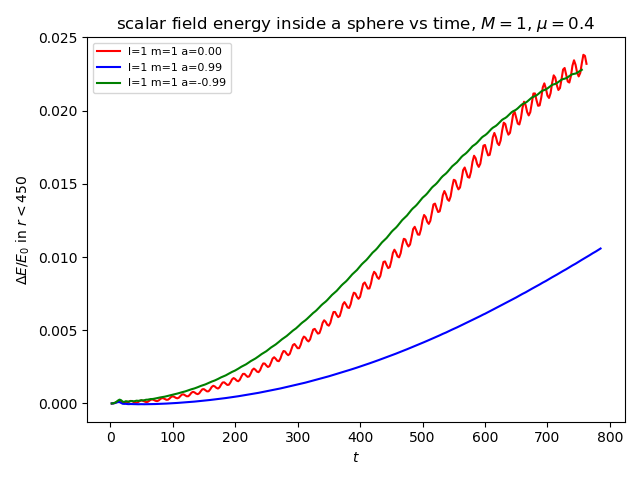 scalar field energy inside a sphere vs time, M = 1, μ = 0.4
l=1 m=1 a=0.00
l=1 m=1 a=0.99
l=1 m=1 a=-0.99
0.025
0.020
0.015
0.010
0.005
0.000
ΔE/E₀ in r < 450
0 100 200 300 400 500 600 700 800
t